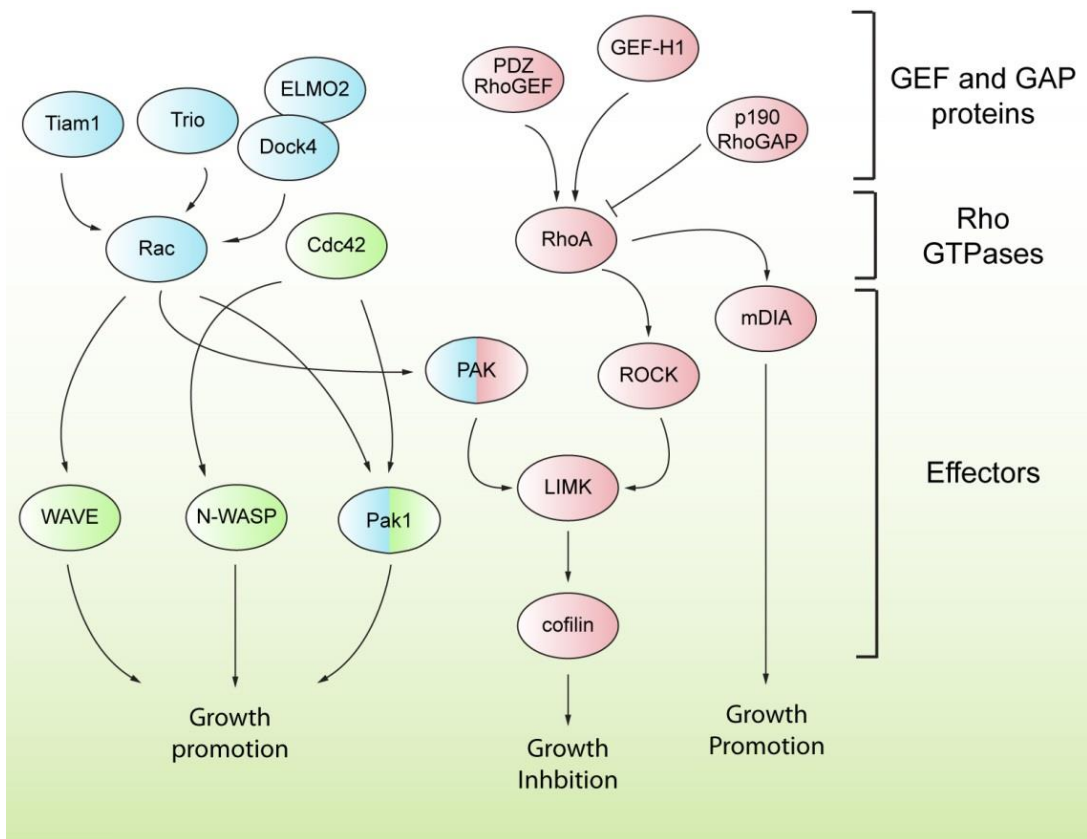 GEF-H1
PDZ
RhoGEF
ELMO2
Tiam1
Trio
Dock4
p190
RhoGAP
GEF and GAP
proteins
Rac
Cdc42
RhoA
Rho
GTPases
mDIA
PAK
ROCK
LIMK
Effectors
WAVE
N-WASP
Pak1
cofilin
Growth
promotion
Growth
Inhbition
Growth
Promotion